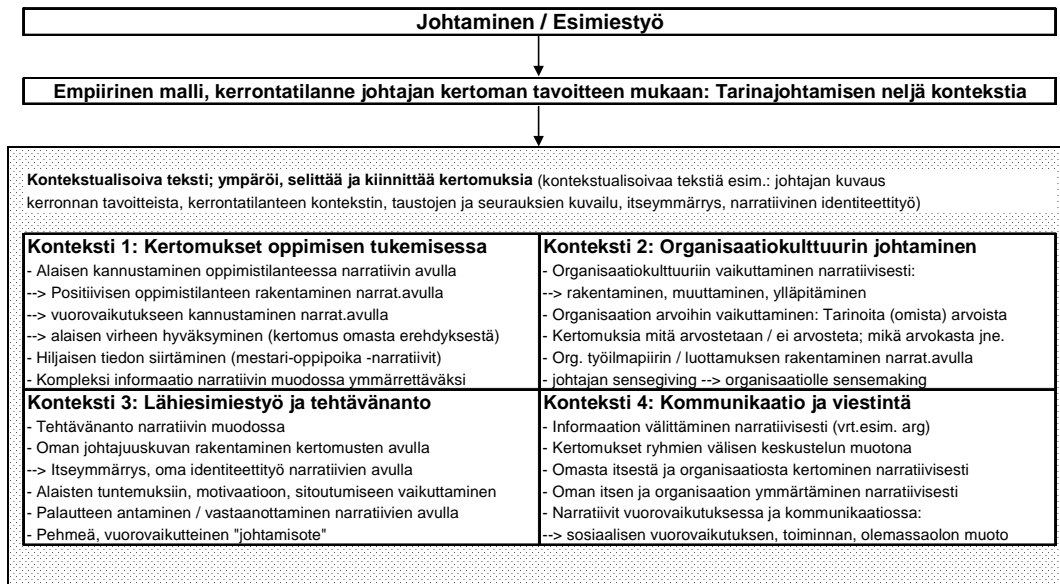 Johtaminen / Esimiestyö
Empiirinen malli, kerrontatilanne johtajan kertoman tavoitteen mukaan: Tarinajohtamisen neljä kontekstia
Kontekstualisoiva teksti; ympäröi, selittää ja kiinnittää kertomuksia (kontekstualisoivaa tekstiä esim.: johtajan kuvaus
kerronnan tavoitteista, kerrontatilanteen kontekstin, taustojen ja seurauksien kuvailu, itseymmärrys, narratiivinen identiteettityö)
Konteksti 1: Kertomukset oppimisen tukemisessa
- Alaisen kannustaminen oppimistilanteessa narratiivin avulla
--> Positiivisen oppimistilanteen rakentaminen narrat.avulla
--> vuorovaikutukseen kannustaminen narrat.avulla
--> alaisen virheen hyväksyminen (kertomus omasta erehdyksestä)
- Hiljaisen tiedon siirtäminen (mestari-oppipoika -narratiivit)
- Kompleksi informaatio narratiivin muodossa ymmärrettäväksi
Konteksti 2: Organisaatiokulttuurin johtaminen
- Organisaatiokulttuuriin vaikuttaminen narratiivisesti:
--> rakentaminen, muuttaminen, ylläpitäminen
- Organisaation arvoihin vaikuttaminen: Tarinoita (omista) arvoista
- Kertomuksia mitä arvostetaan / ei arvosteta; mikä arvokasta jne.
- Org. työilmapiirin / luottamuksen rakentaminen narrat.avulla
- johtajan sensegiving --> organisaatiolle sensemaking
Konteksti 3: Lähiesimiestyö ja tehtävänanto
- Tehtävänanto narratiivin muodossa
- Oman johtajuuskuvan rakentaminen kertomusten avulla
--> Itseymmärrys, oma identiteettityö narratiivien avulla
- Alaisten tuntemuksiin, motivaatioon, sitoutumiseen vaikuttaminen
- Palautteen antaminen / vastaanottaminen narratiivien avulla
- Pehmeä, vuorovaikutteinen "johtamisote"
Konteksti 4: Kommunikaatio ja viestintä
- Informaation välittäminen narratiivisesti (vrt.esim. arg)
- Kertomukset ryhmien välisen keskustelun muotona
- Omasta itsestä ja organisaatiosta kertominen narratiivisesti
- Oman itsen ja organisaation ymmärtäminen narratiivisesti
- Narratiivit vuorovaikutuksessa ja kommunikaatiossa:
--> sosiaalisen vuorovaikutuksen, toiminnan, olemassaolon muoto